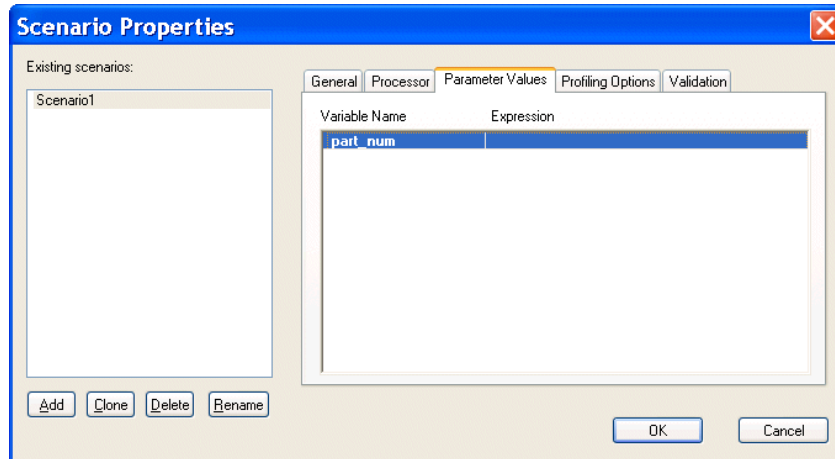 Scenario Properties
Existing scenarios:
Scenario1
General Processor Parameter Values Profiling Options Validation
Variable Name Expression
part_num
Add Clone Delete Rename
OK Cancel